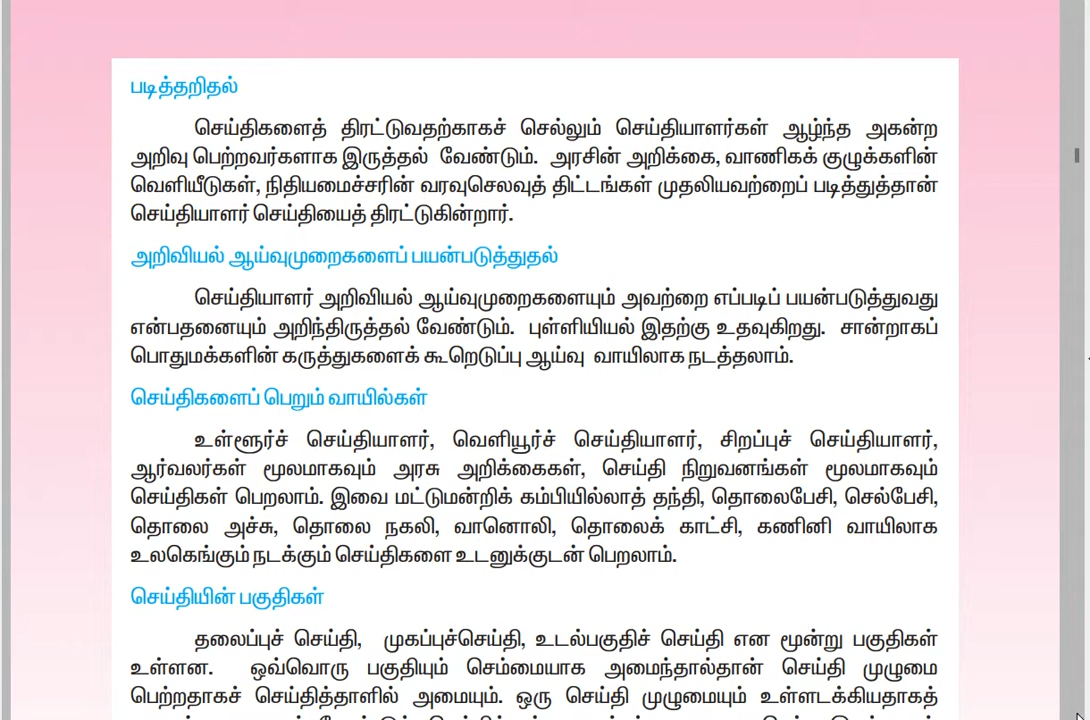 படித்தறிதல்
செய்திகளைத் திரட்டுவதற்காகச் செல்லும் செய்தியாளர்கள் ஆழ்ந்த அகன்ற
அறிவு பெற்றவர்களாக இருத்தல் வேண்டும். அரசின் அறிக்கை, வாணிகக் குழுக்களின்
வெளியீடுகள், நிதியமைச்சரின் வரவுசெலவுத் திட்டங்கள் முதலியவற்றைப் படித்துத்தான்
செய்தியாளர் செய்தியைத் திரட்டுகின்றார்.
அறிவியல் ஆய்வுமுறைகளைப் பயன்படுத்துதல்
செய்தியாளர் அறிவியல் ஆய்வுமுறைகளையும் அவற்றை எப்படிப் பயன்படுத்துவது
என்பதனையும் அறிந்திருத்தல் வேண்டும். புள்ளியியல் இதற்கு உதவுகிறது. சான்றாகப்
பொதுமக்களின் கருத்துகளைக் கூறெடுப்பு ஆய்வு வாயிலாக நடத்தலாம்.
செய்திகளைப் பெறும் வாயில்கள்
உள்ளூர்ச் செய்தியாளர், வெளியூர்ச் செய்தியாளர், சிறப்புச் செய்தியாளர்,
ஆர்வலர்கள் மூலமாகவும் அரசு அறிக்கைகள், செய்தி நிறுவனங்கள் மூலமாகவும்
செய்திகள் பெறலாம். இவை மட்டுமன்றிக் கம்பியில்லாத் தந்தி, தொலைபேசி, செல்பேசி,
தொலை அச்சு, தொலை நகலி, வானொலி, தொலைக் காட்சி, கணினி வாயிலாக
உலகெங்கும் நடக்கும் செய்திகளை உடனுக்குடன் பெறலாம்.
செய்தியின் பகுதிகள்
தலைப்புச் செய்தி, முகப்புச்செய்தி, உடல்பகுதிச் செய்தி என மூன்று பகுதிகள்
உள்ளன. ஒவ்வொரு பகுதியும் செம்மையாக அமைந்தால்தான் செய்தி முழுமை
பெற்றதாகச் செய்தித்தாளில் அமையும். ஒரு செய்தி முழுமையும் உள்ளடக்கியதாகத்